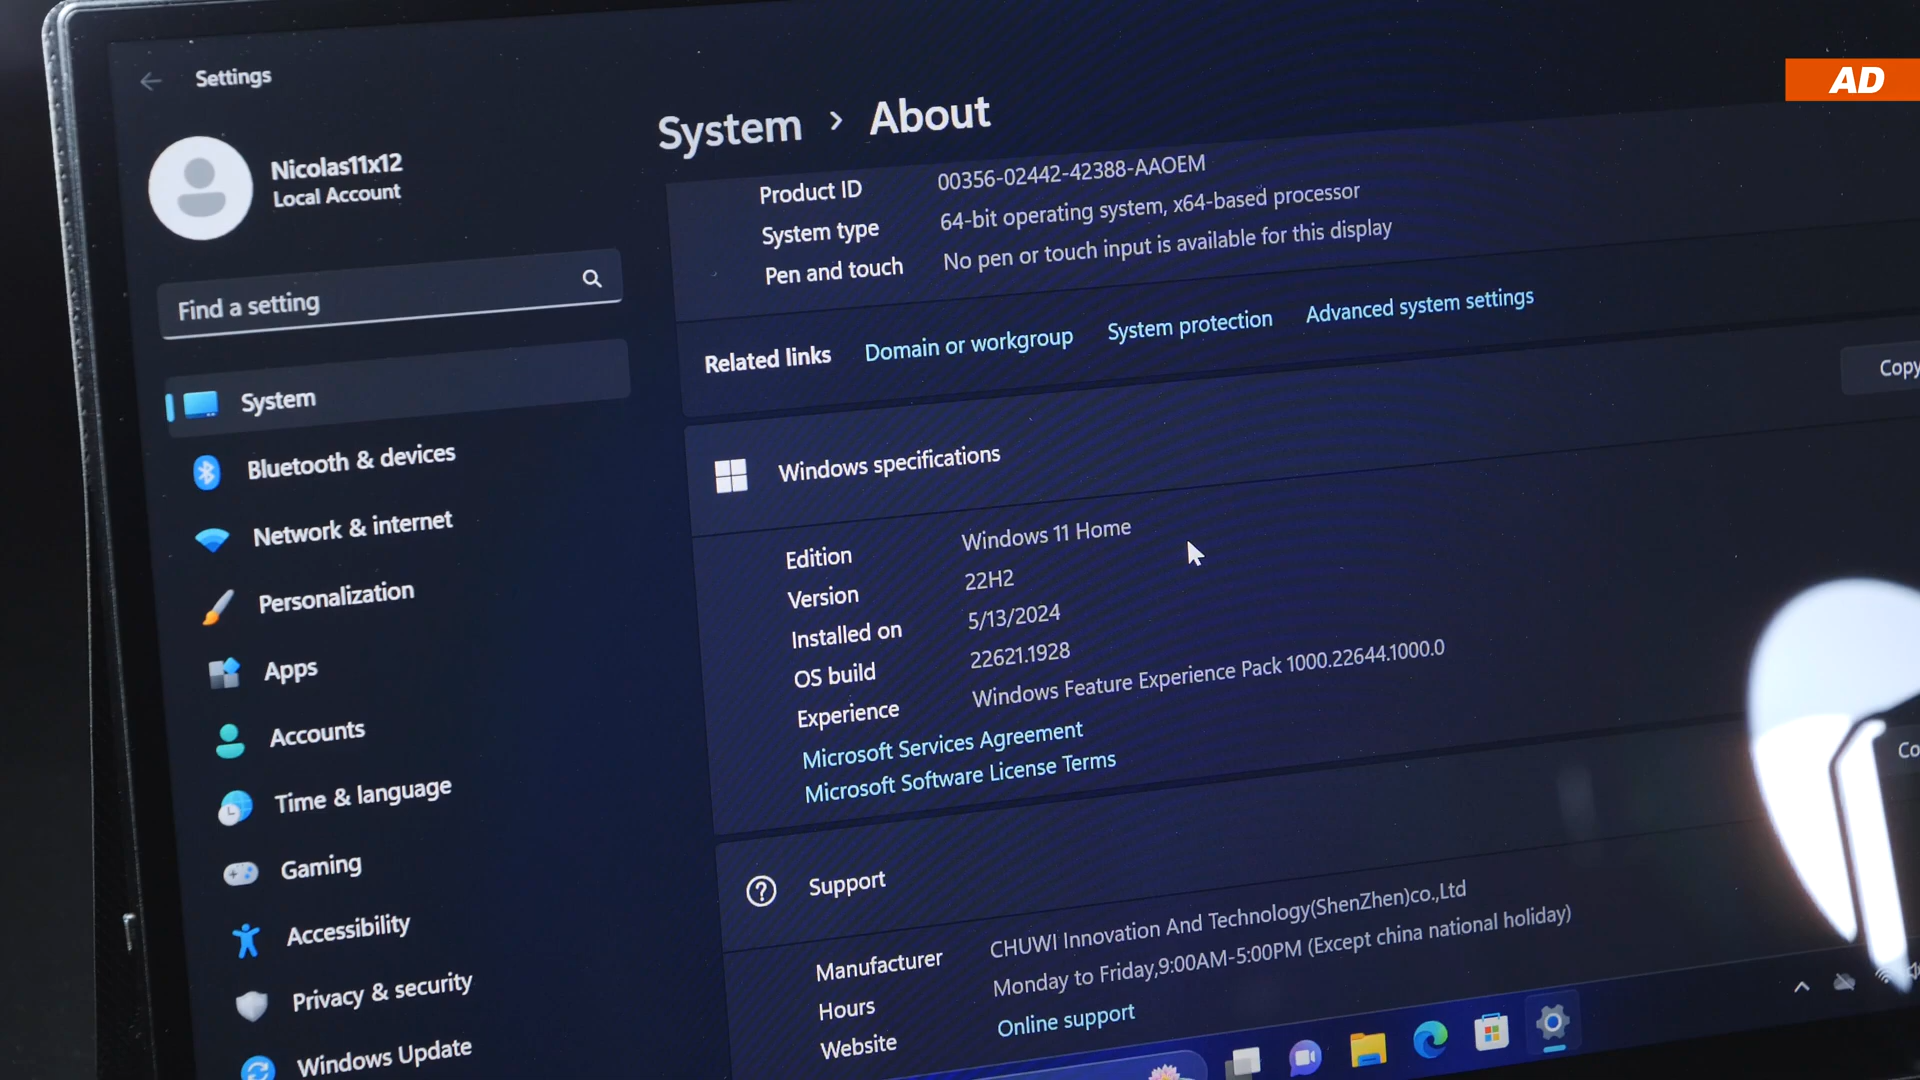 Settings
AD
Nicolas11x12
Local Account
Find a setting
System
Bluetooth & devices
Network & internet
Personalization
Apps
Accounts
Time & language
Gaming
Accessibility
Privacy & security
Windows Update
System › About
Product ID 00356-02442-42388-AAOEM
System type 64-bit operating system, x64-based processor
Pen and touch No pen or touch input is available for this display
Related links Domain or workgroup System protection Advanced system settings
Copy
Windows specifications
Edition Windows 11 Home
Version 22H2
Installed on 5/13/2024
OS build 22621.1928
Experience Windows Feature Experience Pack 1000.22644.1000.0
Microsoft Services Agreement
Microsoft Software License Terms
Co
Support
Manufacturer CHUWI Innovation And Technology(ShenZhen)co.,Ltd
Hours Monday to Friday,9:00AM-5:00PM (Except china national holiday)
Website Online support